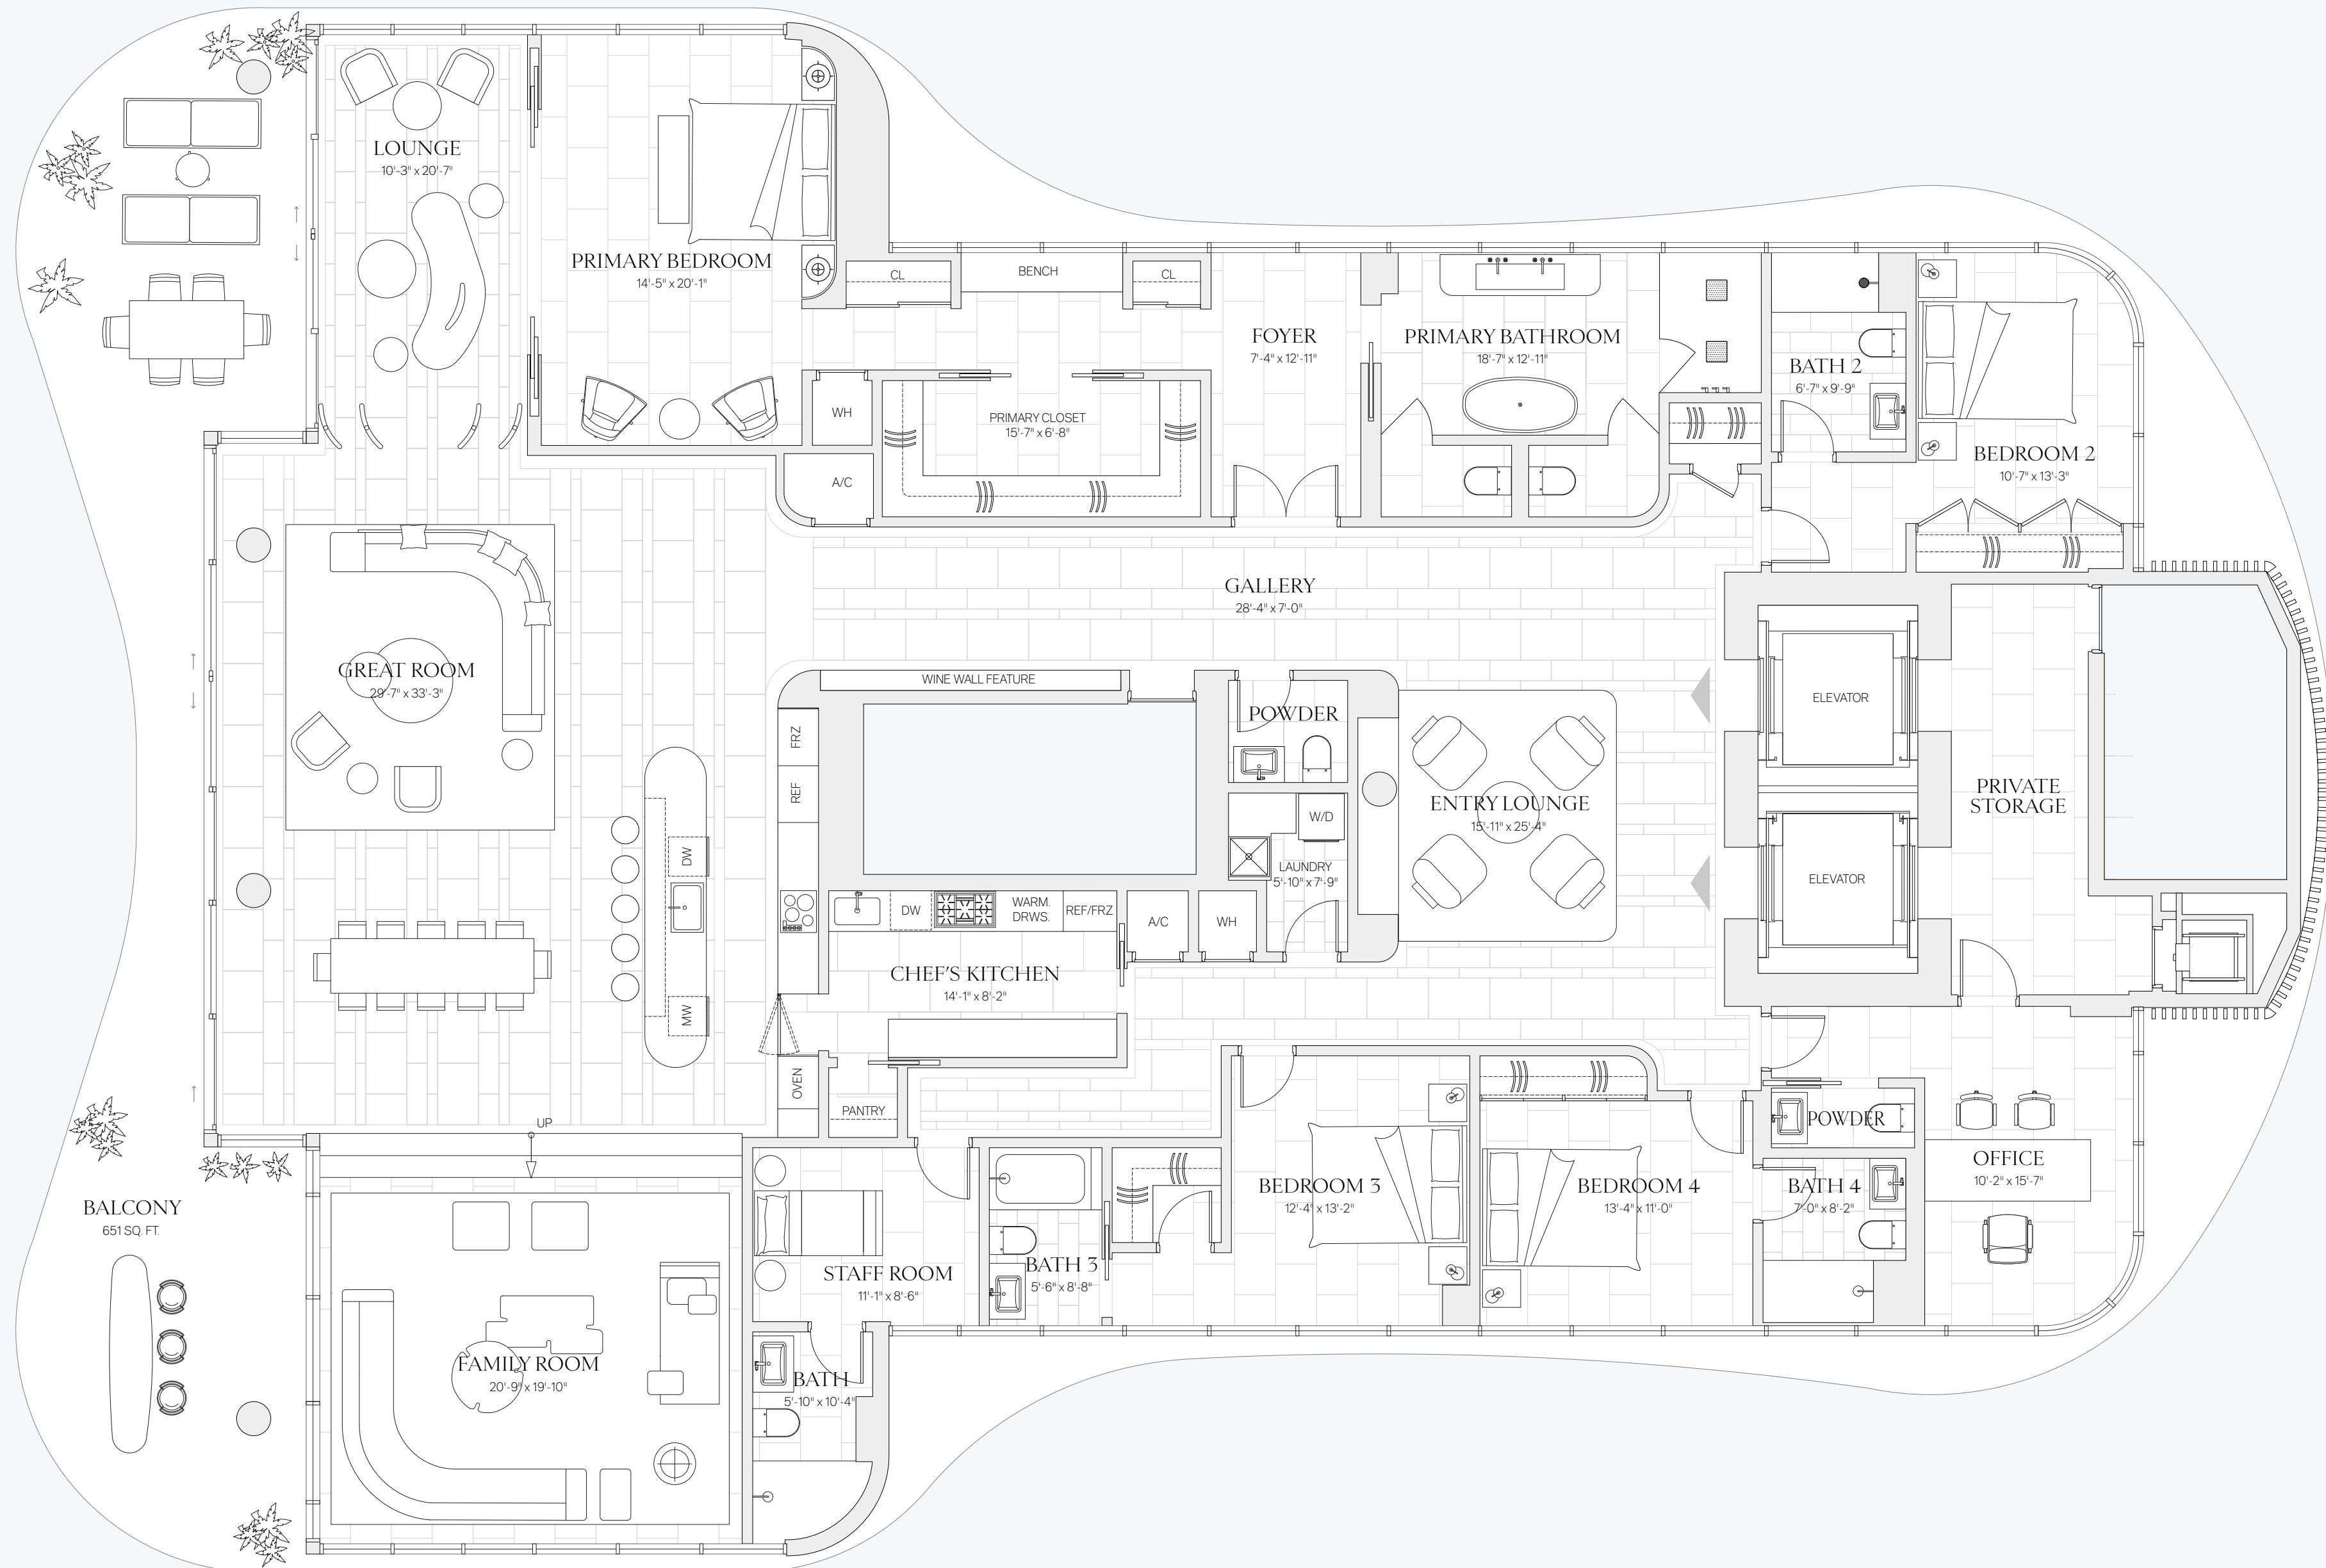 LOUNGE
10'-3" x 20'-7"
PRIMARY BEDROOM
14'-5" x 20'-1"
CL
BENCH
CL
FOYER
7'-4" x 12'-11"
PRIMARY BATHROOM
18'-7" x 12'-11"
BATH 2
6'-7" x 9'-9"
BEDROOM 2
10'-7" x 13'-3"
WH
PRIMARY CLOSET
15'-7" x 6'-8"
A/C
GALLERY
28'-4" x 7'-0"
GREAT ROOM
29'-7" x 33'-3"
WINE WALL FEATURE
FRZ
REF
POWDER
ELEVATOR
PRIVATE
STORAGE
ENTRY LOUNGE
15'-11" x 25'-4"
W/D
LAUNDRY
5'-10" x 7'-9"
ELEVATOR
DW
DW
WARM.
DRWS.
REF/FRZ
A/C
WH
CHEF'S KITCHEN
14'-1" x 8'-2"
MW
OVEN
PANTRY
UP
POWDER
OFFICE
10'-2" x 15'-7"
BALCONY
651 SQ. FT.
BEDROOM 3
12'-4" x 13'-2"
BEDROOM 4
13'-4" x 11'-0"
BATH 4
7'-0" x 8'-2"
STAFF ROOM
11'-1" x 8'-6"
BATH 3
5'-6" x 8'-8"
FAMILY ROOM
20'-9" x 19'-10"
BATH
5'-10" x 10'-4"